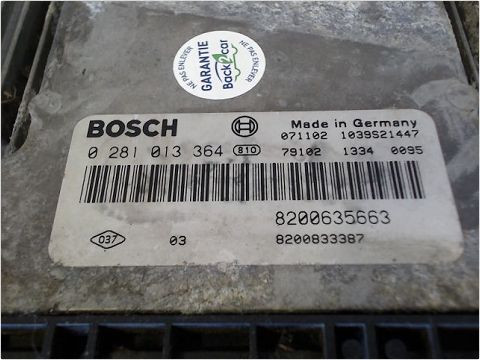 NE PAS ENLEVER
GARANTIE
Back2car
NE PAS ENLEVER
BOSCH
Made in Germany
071102 1039S21447
0 281 013 364 810 79102 1334 0095
8200635663
037 03 8200833387